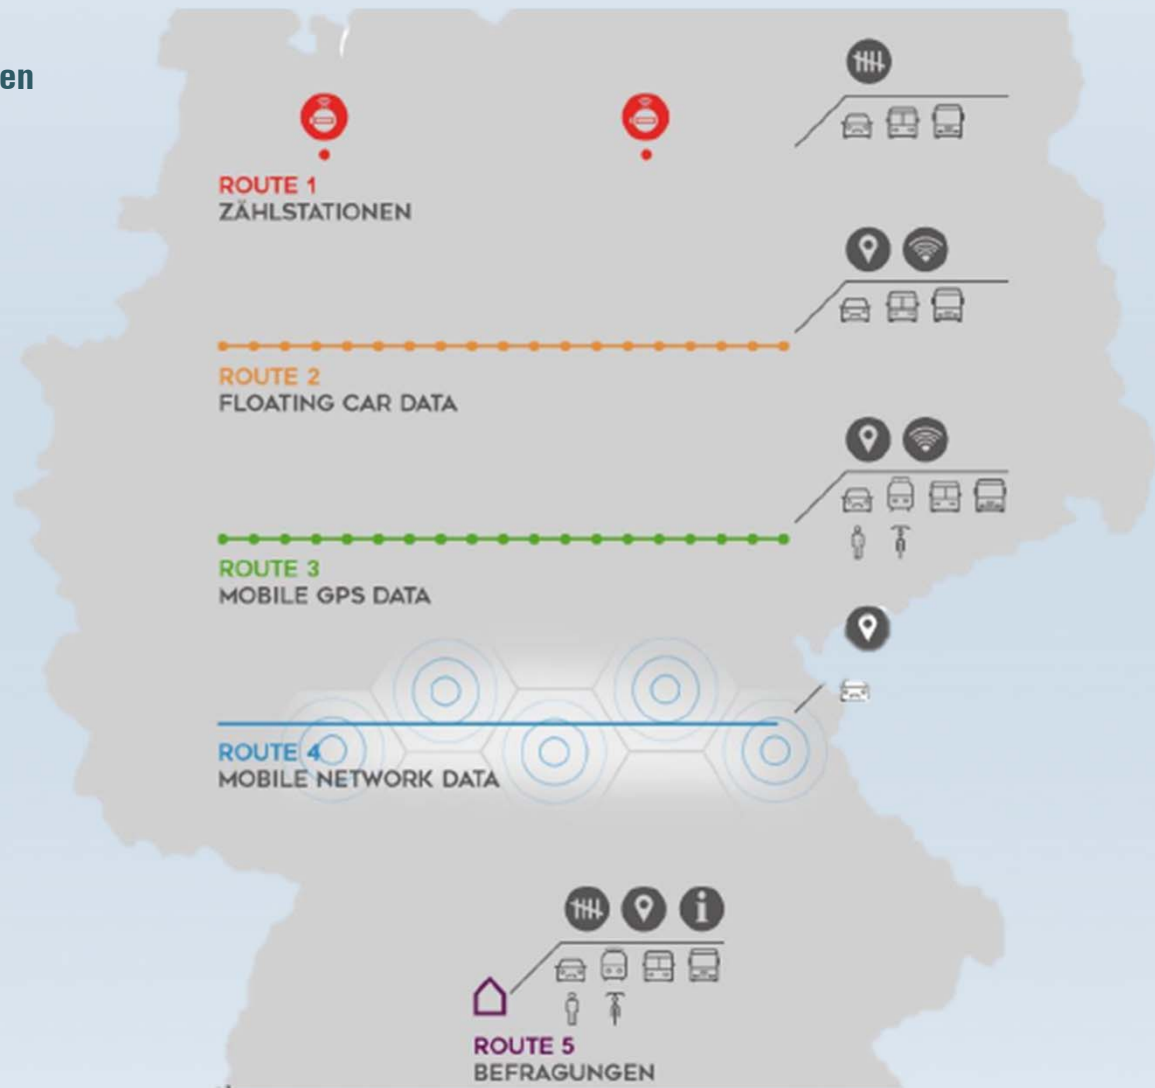 en
ROUTE 1
ZÄHLSTATIONEN
ROUTE 2
FLOATING CAR DATA
ROUTE 3
MOBILE GPS DATA
ROUTE 4
MOBILE NETWORK DATA
ROUTE 5
BEFRAGUNGEN